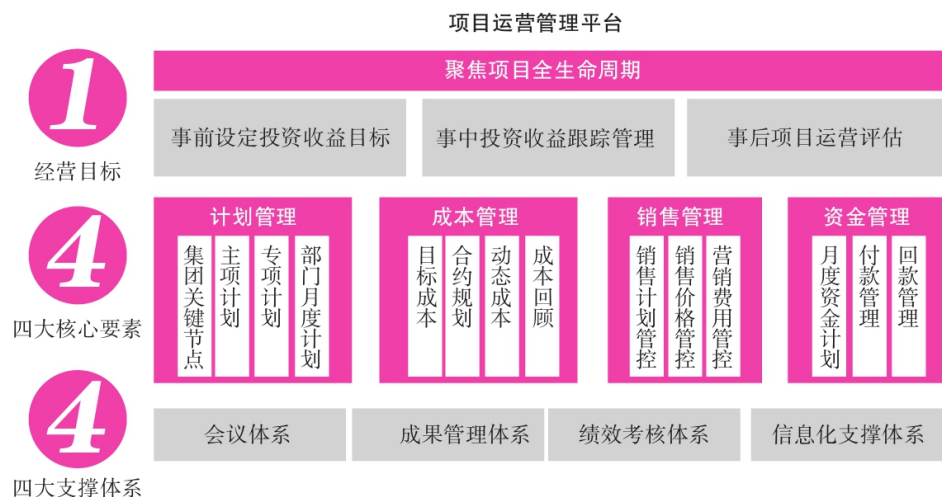 项目运营管理平台
1
经营目标
聚焦项目全生命周期
事前设定投资收益目标
事中投资收益跟踪管理
事后项目运营评估
4
四大核心要素
计划管理
集团关键节点
主项计划
专项计划
部门月度计划
成本管理
目标成本
合约规划
动态成本
成本回顾
销售管理
销售计划管控
销售价格管控
营销费用管控
资金管理
月度资金计划
付款管理
回款管理
4
四大支撑体系
会议体系
成果管理体系
绩效考核体系
信息化支撑体系